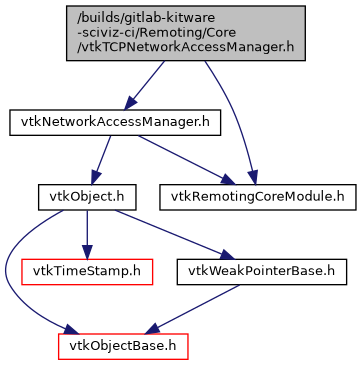 /builds/gitlab-kitware
-sciviz-ci/Remoting/Core
/vtkTCPNetworkAccessManager.h
vtkNetworkAccessManager.h
vtkObject.h
vtkRemotingCoreModule.h
vtkTimeStamp.h
vtkWeakPointerBase.h
vtkObjectBase.h